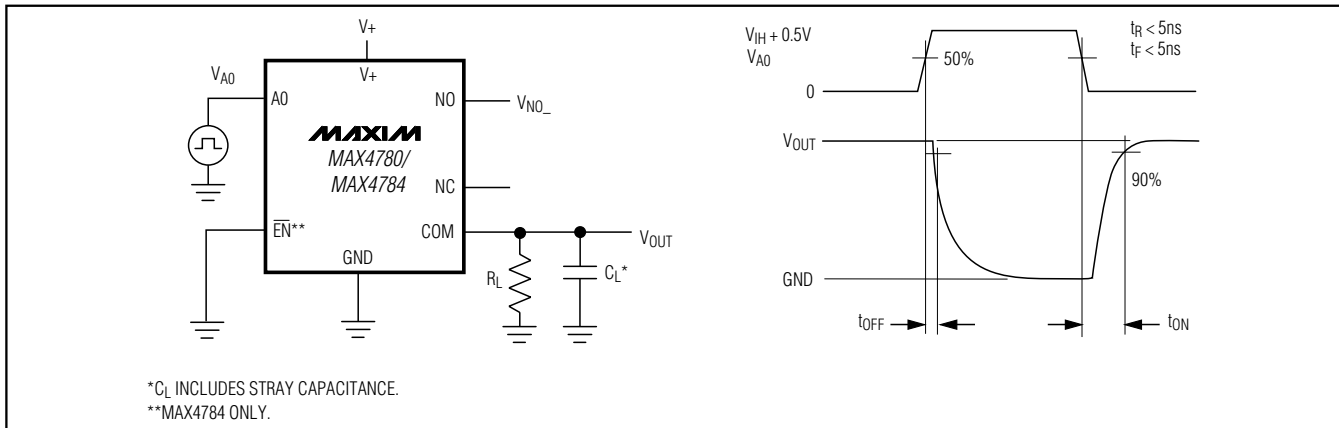 V+
V+
VA0
A0
NO
VNO_
MAXIM
MAX4780/
MAX4784
NC
EN**
COM
VOUT
GND
RL
CL*
*CL INCLUDES STRAY CAPACITANCE.
**MAX4784 ONLY.
VIH + 0.5V
VA0
0
50%
tR < 5ns
tF < 5ns
VOUT
90%
GND
tOFF
tON